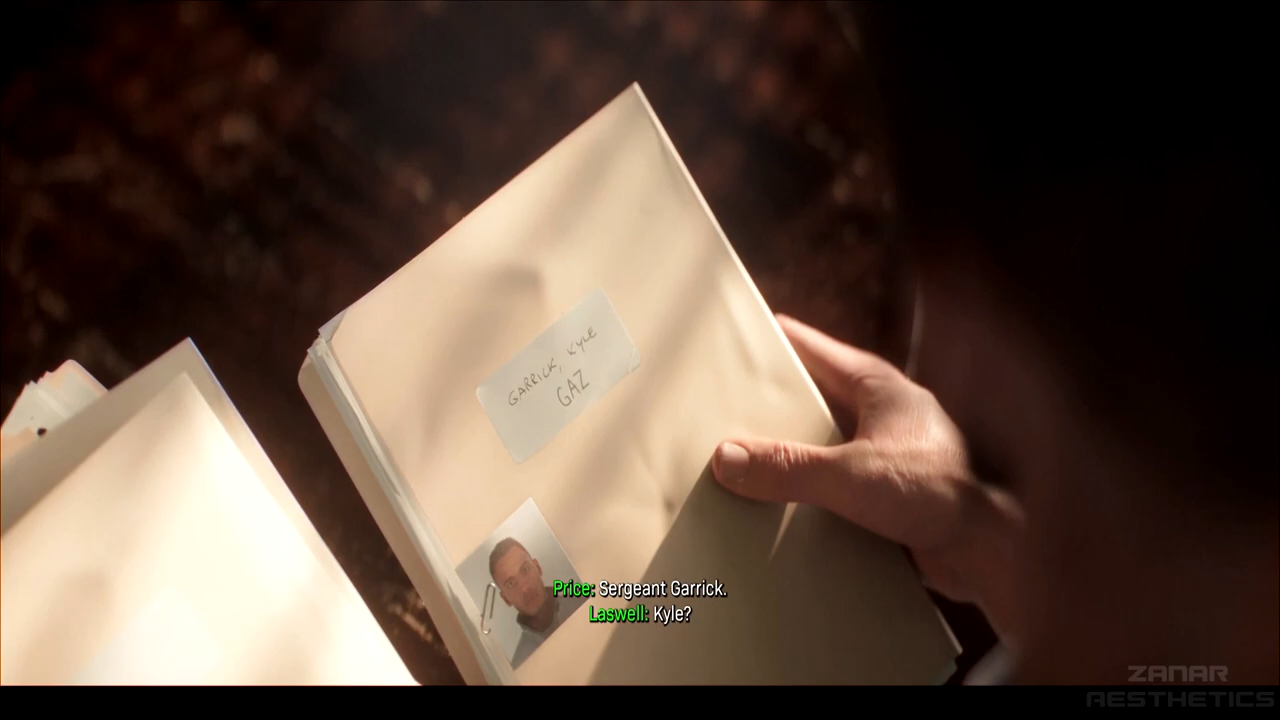 GARRICK, KYLE
GAZ
Price: Sergeant Garrick.
Laswell: Kyle?
ZANAR
AESTHETICS